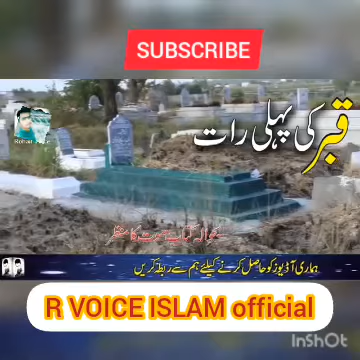 SUBSCRIBE
قبر کی پہلی رات
ہماری آڈیوز کو حاصل کرنے کیلئے ہم سے رابطہ کریں
R VOICE ISLAM official
InShOt